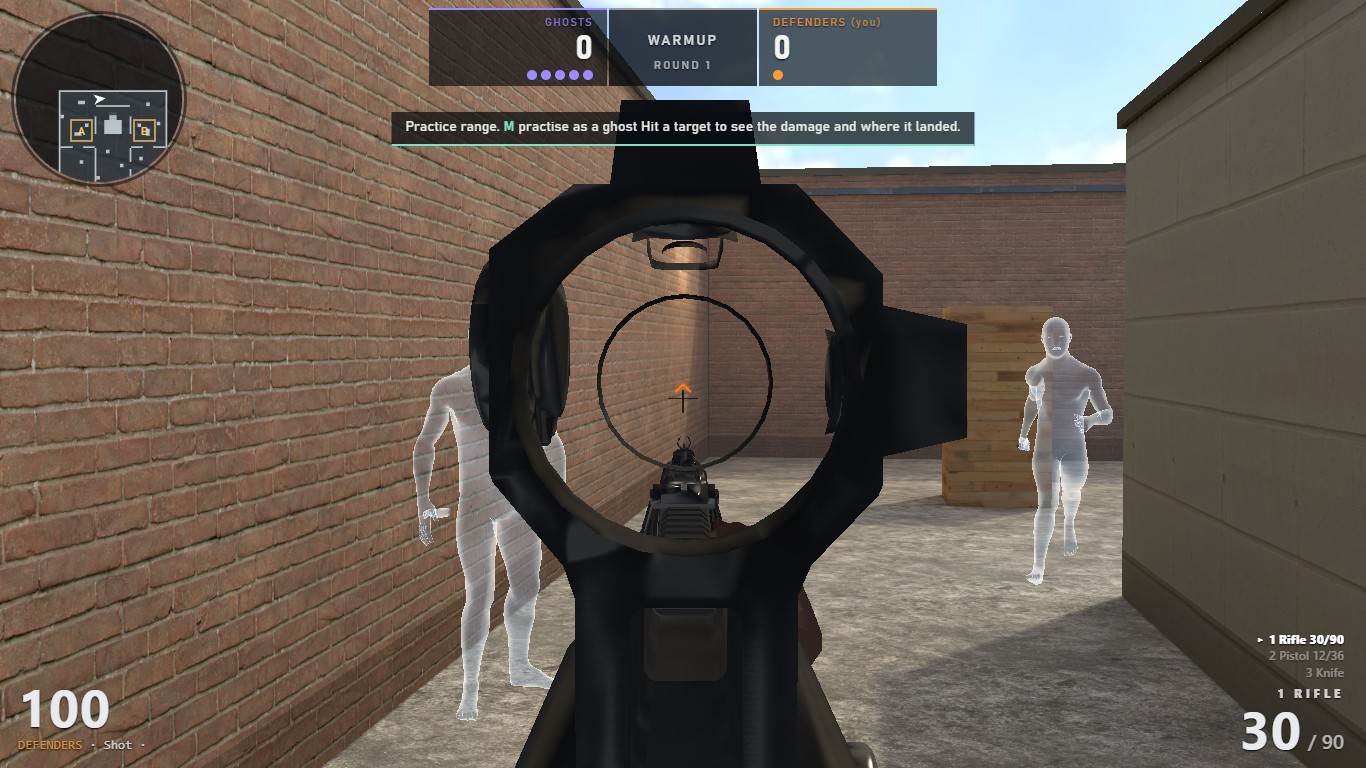 GHOSTS
0
WARMUP
ROUND 1
DEFENDERS (you)
0
Practice range. M practise as a ghost Hit a target to see the damage and where it landed.
A
B
1 Rifle 30/90
2 Pistol 12/36
3 Knife
1 RIFLE
30 / 90
100
DEFENDERS · Shot ·